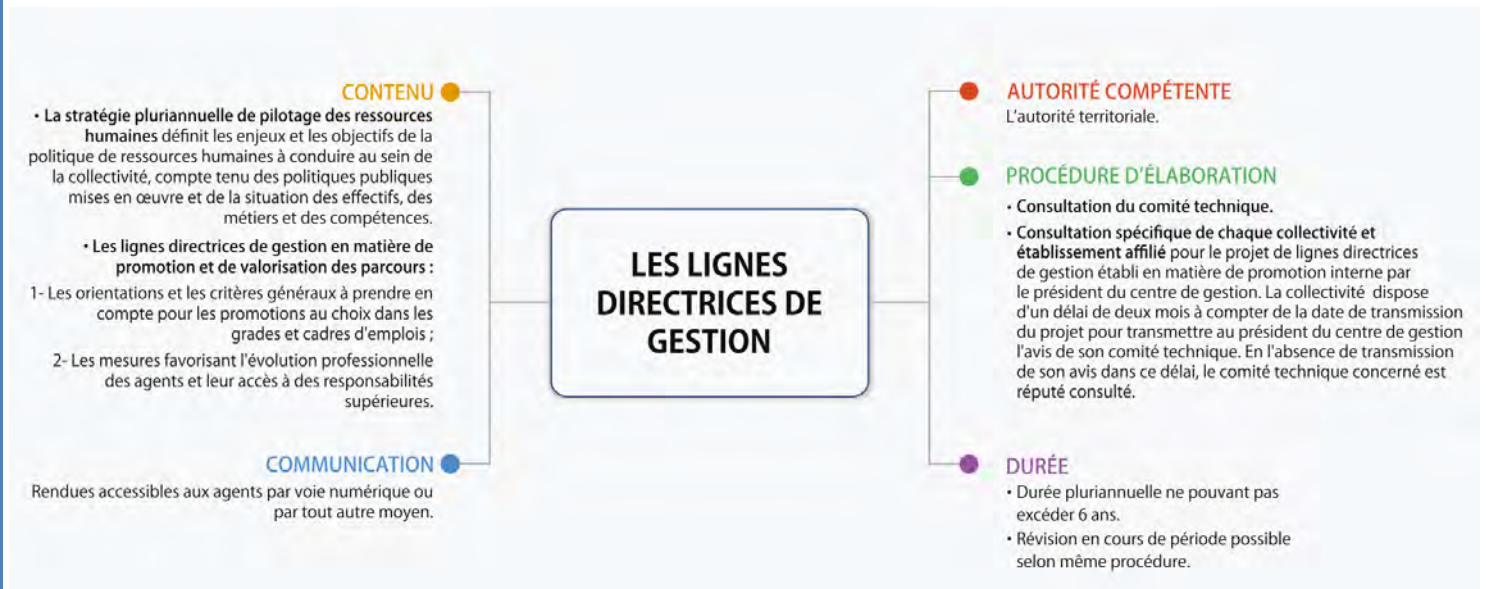 CONTENU
• La stratégie pluriannuelle de pilotage des ressources
humaines définit les enjeux et les objectifs de la
politique de ressources humaines à conduire au sein de
la collectivité, compte tenu des politiques publiques
mises en œuvre et de la situation des effectifs, des
métiers et des compétences.
• Les lignes directrices de gestion en matière de
promotion et de valorisation des parcours :
1- Les orientations et les critères généraux à prendre en
compte pour les promotions au choix dans les
grades et cadres d'emplois ;
2- Les mesures favorisant l'évolution professionnelle
des agents et leur accès à des responsabilités
supérieures.
COMMUNICATION
Rendues accessibles aux agents par voie numérique ou
par tout autre moyen.
LES LIGNES
DIRECTRICES DE
GESTION
AUTORITÉ COMPÉTENTE
L'autorité territoriale.
PROCÉDURE D'ÉLABORATION
• Consultation du comité technique.
• Consultation spécifique de chaque collectivité et
établissement affilié pour le projet de lignes directrices
de gestion établi en matière de promotion interne par
le président du centre de gestion. La collectivité dispose
d'un délai de deux mois à compter de la date de transmission
du projet pour transmettre au président du centre de gestion
l'avis de son comité technique. En l'absence de transmission
de son avis dans ce délai, le comité technique concerné est
réputé consulté.
DURÉE
• Durée pluriannuelle ne pouvant pas
excéder 6 ans.
• Révision en cours de période possible
selon même procédure.